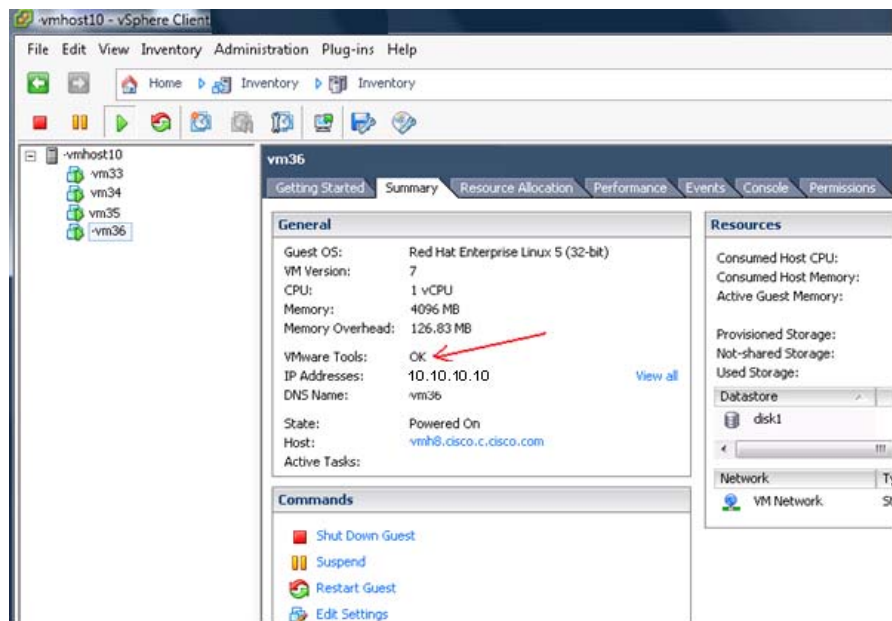 vmhost10 - vSphere Client
File Edit View Inventory Administration Plug-ins Help
Home Inventory Inventory
-vmhost10
vm33
vm34
vm35
-vm36
vm36
Getting Started Summary Resource Allocation Performance Events Console Permissions
General
Guest OS: Red Hat Enterprise Linux 5 (32-bit)
VM Version: 7
CPU: 1 vCPU
Memory: 4096 MB
Memory Overhead: 126.83 MB
VMware Tools: OK
IP Addresses: 10.10.10.10 View all
DNS Name: vm36
State: Powered On
Host: vmh8.cisco.c.cisco.com
Active Tasks:
Commands
Shut Down Guest
Suspend
Restart Guest
Edit Settings
Resources
Consumed Host CPU:
Consumed Host Memory:
Active Guest Memory:
Provisioned Storage:
Not-shared Storage:
Used Storage:
Datastore
disk1
Network
VM Network